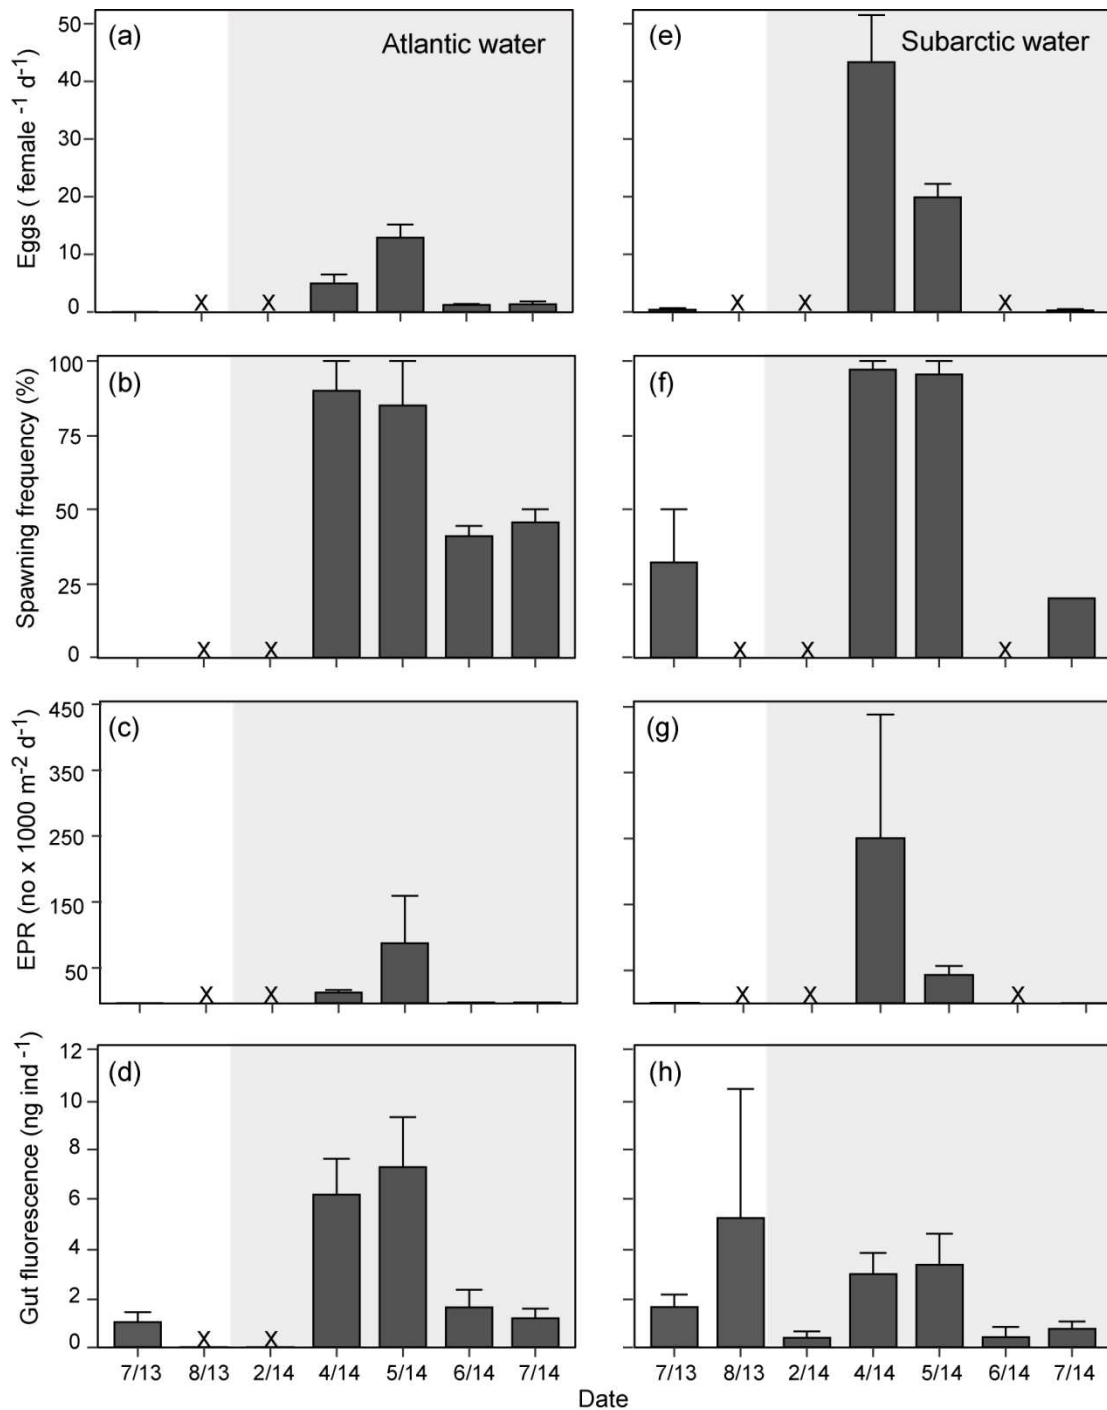 (a) Atlantic water
Eggs ( female -1 d-1)
50
40
30
20
10
0
X X
(e) Subarctic water
X X X
(b)
Spawning frequency (%)
100
75
50
25
0
X X
(f)
X X X
(c)
EPR (no x 1000 m-2 d-1)
450
350
250
150
50
X X
(g)
X X X
(d)
Gut fluorescence (ng ind -1)
12
10
8
6
4
2
0
X X
7/13 8/13 2/14 4/14 5/14 6/14 7/14
(h)
7/13 8/13 2/14 4/14 5/14 6/14 7/14
Date